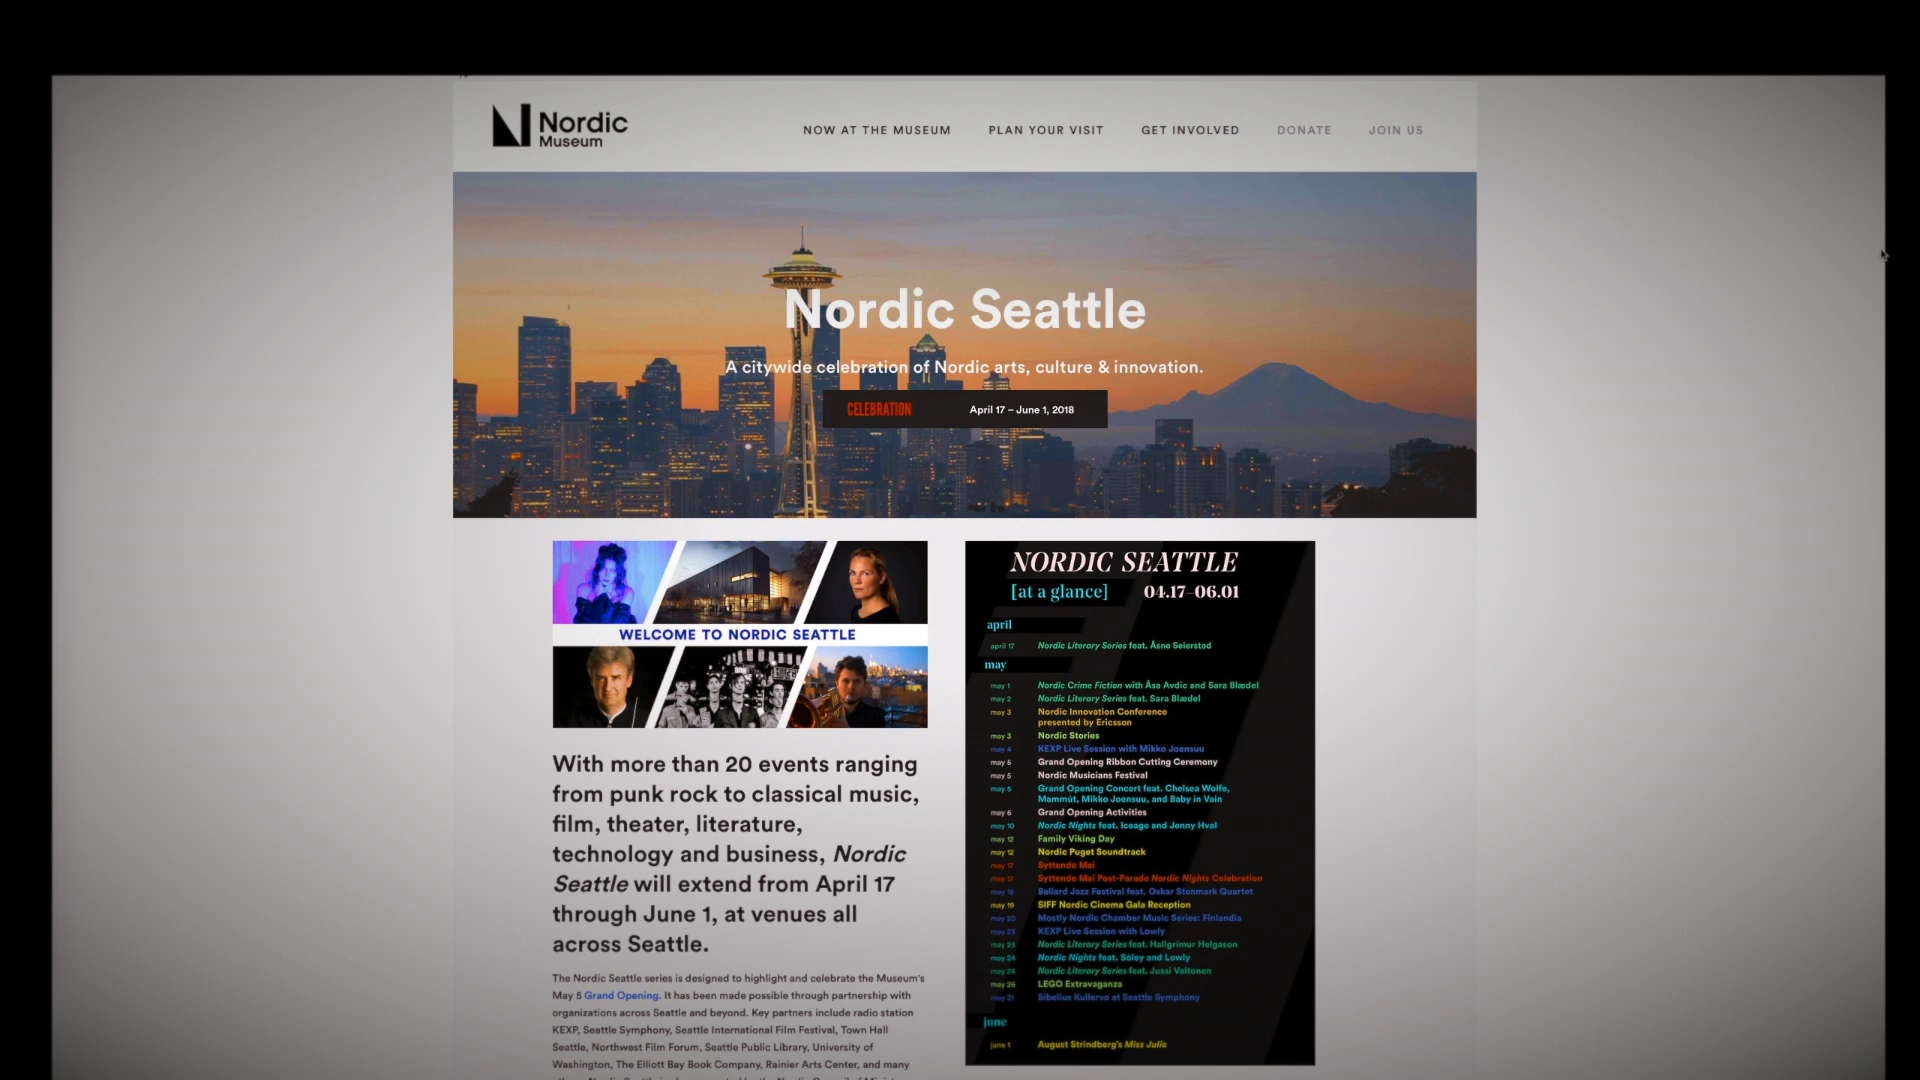 Nordic
Museum
NOW AT THE MUSEUM
PLAN YOUR VISIT
GET INVOLVED
DONATE
JOIN US
Nordic Seattle
A citywide celebration of Nordic arts, culture & innovation.
CELEBRATION
April 17 – June 1, 2018
WELCOME TO NORDIC SEATTLE
With more than 20 events ranging
from punk rock to classical music,
film, theater, literature,
technology and business, Nordic
Seattle will extend from April 17
through June 1, at venues all
across Seattle.
The Nordic Seattle series is designed to highlight and celebrate the Museum's
May 5 Grand Opening. It has been made possible through partnership with
organizations across Seattle and beyond. Key partners include radio station
KEXP, Seattle Symphony, Seattle International Film Festival, Town Hall
Seattle, Northwest Film Forum, Seattle Public Library, University of
Washington, The Elliott Bay Book Company, Rainier Arts Center, and many
NORDIC SEATTLE
[at a glance] 04.17–06.01
april
april 17 Nordic Literary Series feat. Åsne Seierstad
may
may 1 Nordic Crime Fiction with Åsa Avdic and Sara Blædel
may 2 Nordic Literary Series feat. Sara Blædel
may 3 Nordic Innovation Conference
presented by Ericsson
may 3 Nordic Stories
may 4 KEXP Live Session with Mikko Joensuu
may 5 Grand Opening Ribbon Cutting Ceremony
may 5 Nordic Musicians Festival
may 5 Grand Opening Concert feat. Chelsea Wolfe,
Mammút, Mikko Joensuu, and Baby in Vain
may 6 Grand Opening Activities
may 10 Nordic Nights feat. Iceage and Jenny Hval
may 12 Family Viking Day
may 12 Nordic Puget Soundtrack
may 17 Syttende Mai
may 17 Syttende Mai Post-Parade Nordic Nights Celebration
may 18 Ballard Jazz Festival feat. Oskar Stenmark Quartet
may 19 SIFF Nordic Cinema Gala Reception
may 20 Mostly Nordic Chamber Music Series: Finlandia
may 23 KEXP Live Session with Lowly
may 23 Nordic Literary Series feat. Hallgrimur Helgason
may 24 Nordic Nights feat. Sóley and Lowly
may 24 Nordic Literary Series feat. Jussi Valtonen
may 26 LEGO Extravaganza
may 31 Sibelius Kullervo at Seattle Symphony
june
june 1 August Strindberg's Miss Julie